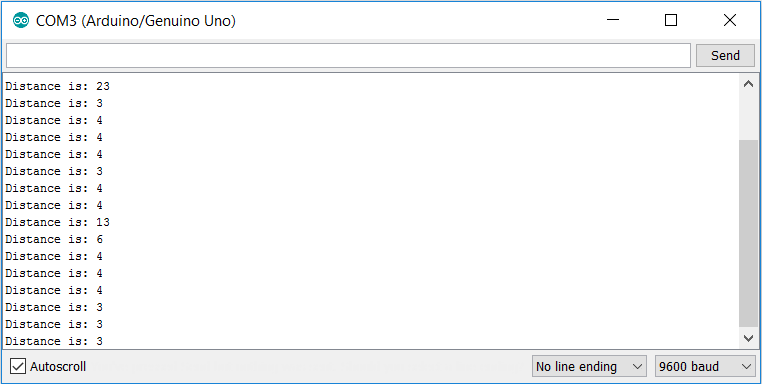 COM3 (Arduino/Genuino Uno)
Send
Distance is: 23
Distance is: 3
Distance is: 4
Distance is: 4
Distance is: 4
Distance is: 3
Distance is: 4
Distance is: 4
Distance is: 13
Distance is: 6
Distance is: 4
Distance is: 4
Distance is: 4
Distance is: 3
Distance is: 3
Distance is: 3
Autoscroll
No line ending
9600 baud